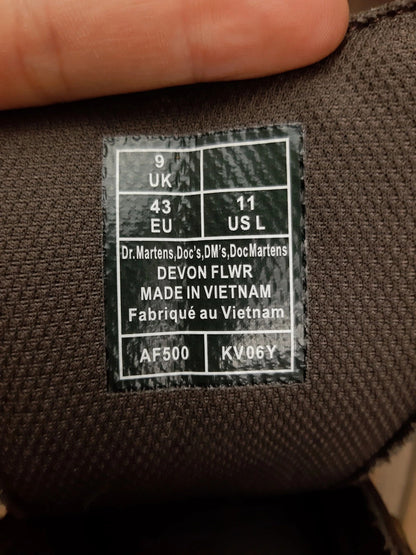 9
UK
43
EU
11
US L
Dr.Martens,Doc's,DM's,DocMartens
DEVON FLWR
MADE IN VIETNAM
Fabriqué au Vietnam
AF500
KV06Y